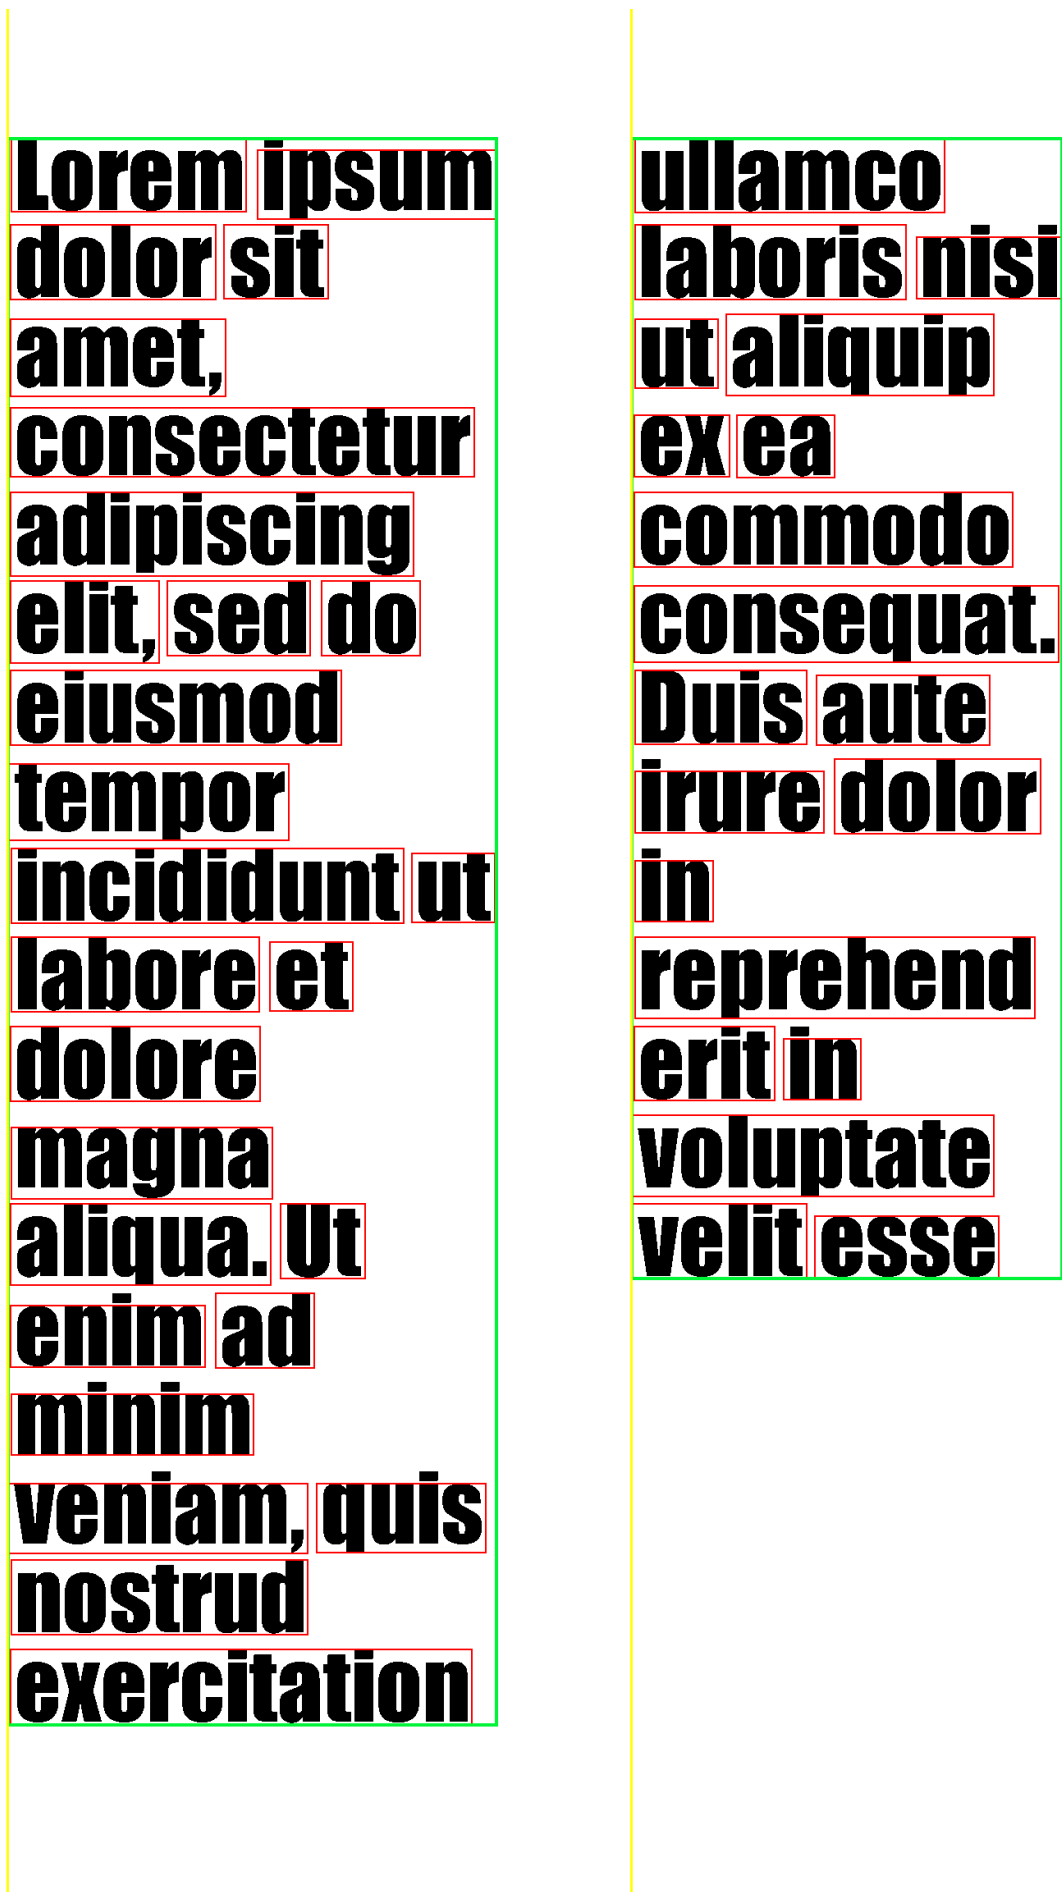 Lorem ipsum
dolor sit
amet,
consectetur
adipiscing
elit, sed do
eiusmod
tempor
incididunt ut
labore et
dolore
magna
aliqua. Ut
enim ad
minim
veniam, quis
nostrud
exercitation
ullamco
laboris nisi
ut aliquip
ex ea
commodo
consequat.
Duis aute
irure dolor
in
reprehend
erit in
voluptate
velit esse